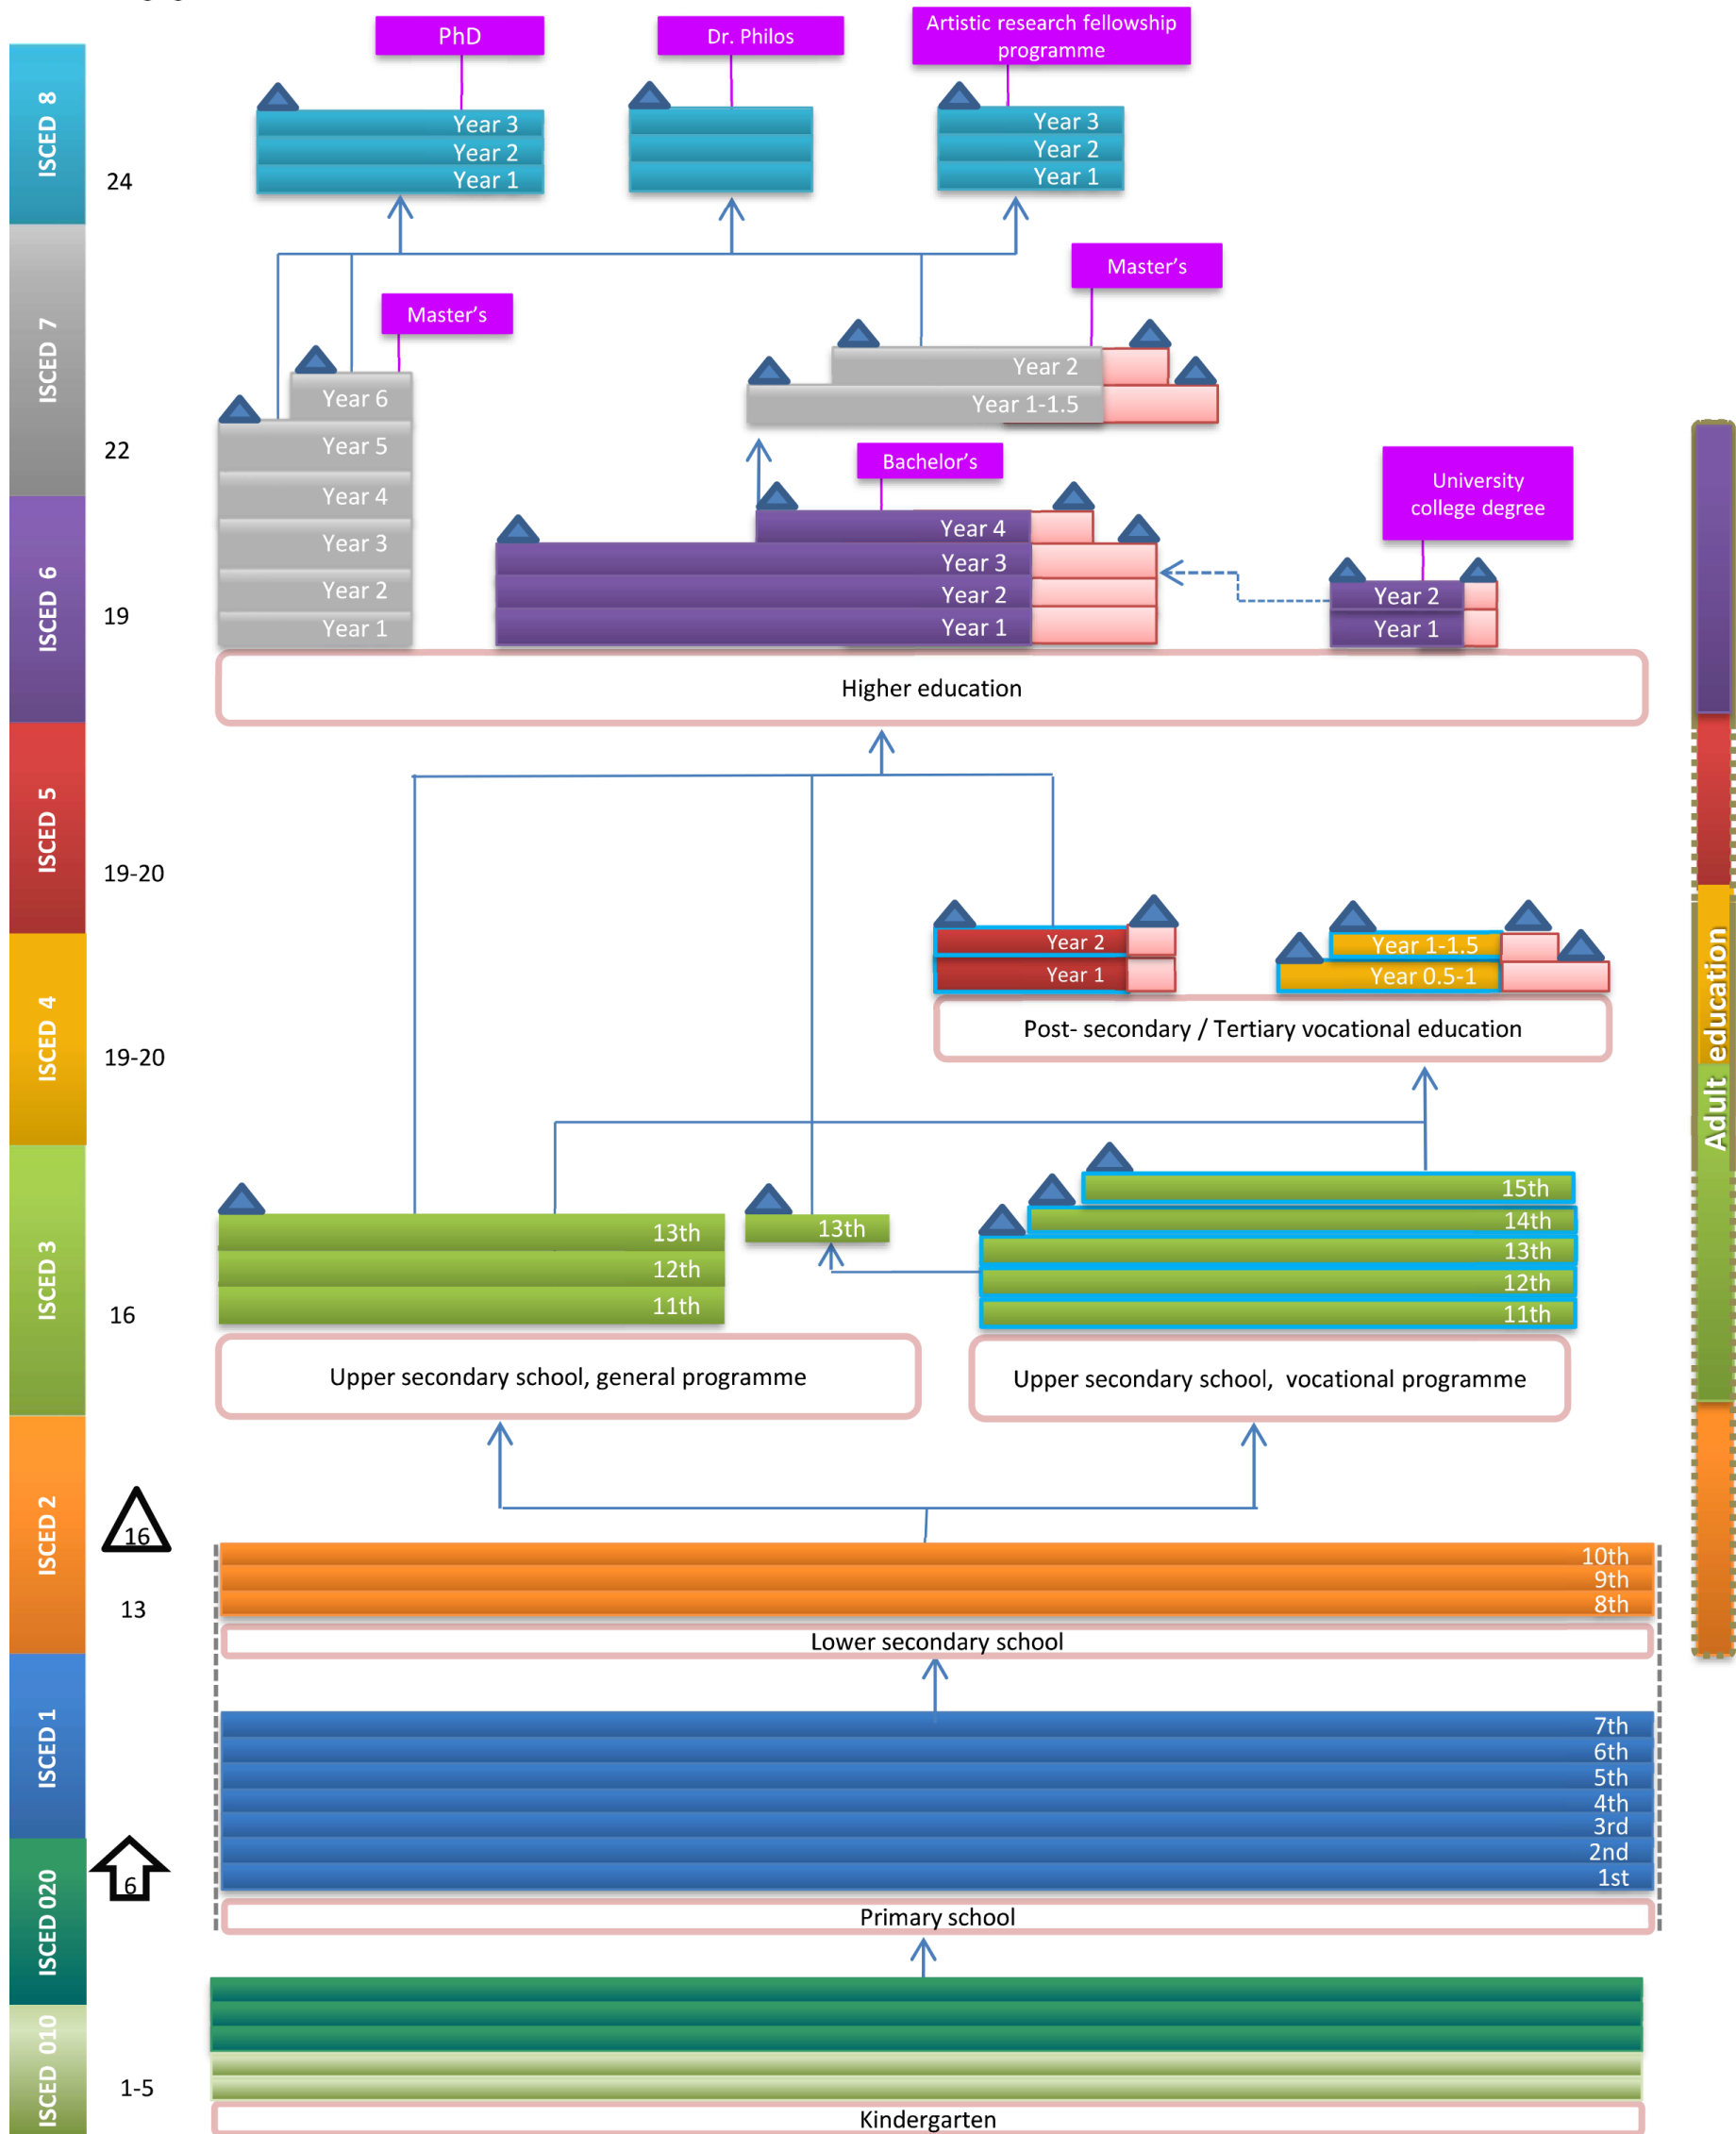 PhD
Dr. Philos
Artistic research fellowship
programme
ISCED 8
Year 3
Year 2
Year 1
Year 3
Year 2
Year 1
24
Master's
Master's
ISCED 7
Year 6
Year 5
Year 4
Year 3
Year 2
Year 1
Year 2
Year 1-1.5
22
Bachelor's
University
college degree
ISCED 6
Year 4
Year 3
Year 2
Year 1
Year 2
Year 1
19
Higher education
ISCED 5
19-20
Year 2
Year 1
Year 1-1.5
Year 0.5-1
Post- secondary / Tertiary vocational education
ISCED 4
19-20
Adult education
ISCED 3
13th
12th
11th
13th
15th
14th
13th
12th
11th
16
Upper secondary school, general programme
Upper secondary school, vocational programme
ISCED 2
16
10th
9th
8th
13
Lower secondary school
ISCED 1
7th
6th
5th
4th
3rd
2nd
1st
6
Primary school
ISCED 020
ISCED 010
1-5
Kindergarten